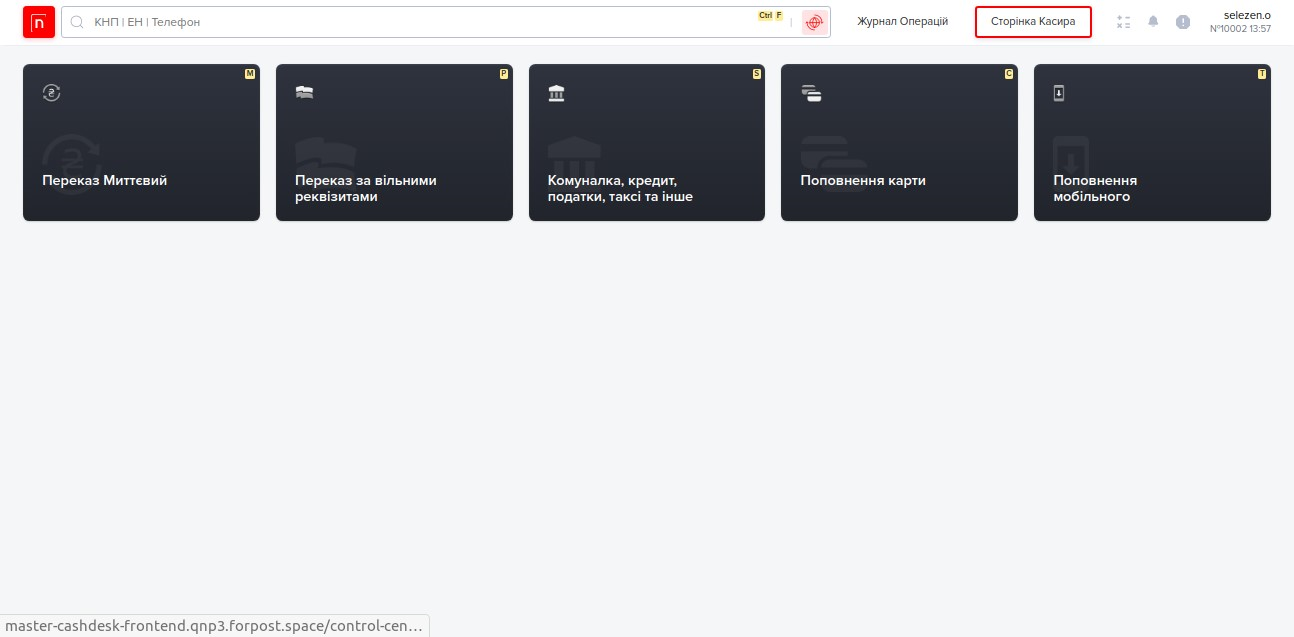 n
КНП | ЕН | Телефон
Ctrl F
Журнал Операцій
Сторінка Касира
selezen.o
№10002 13:57
M
P
S
C
T
Переказ Миттєвий
Переказ за вільними
реквізитами
Комуналка, кредит,
податки, таксі та інше
Поповнення карти
Поповнення
мобільного
master-cashdesk-frontend.qnp3.forpost.space/control-cen…